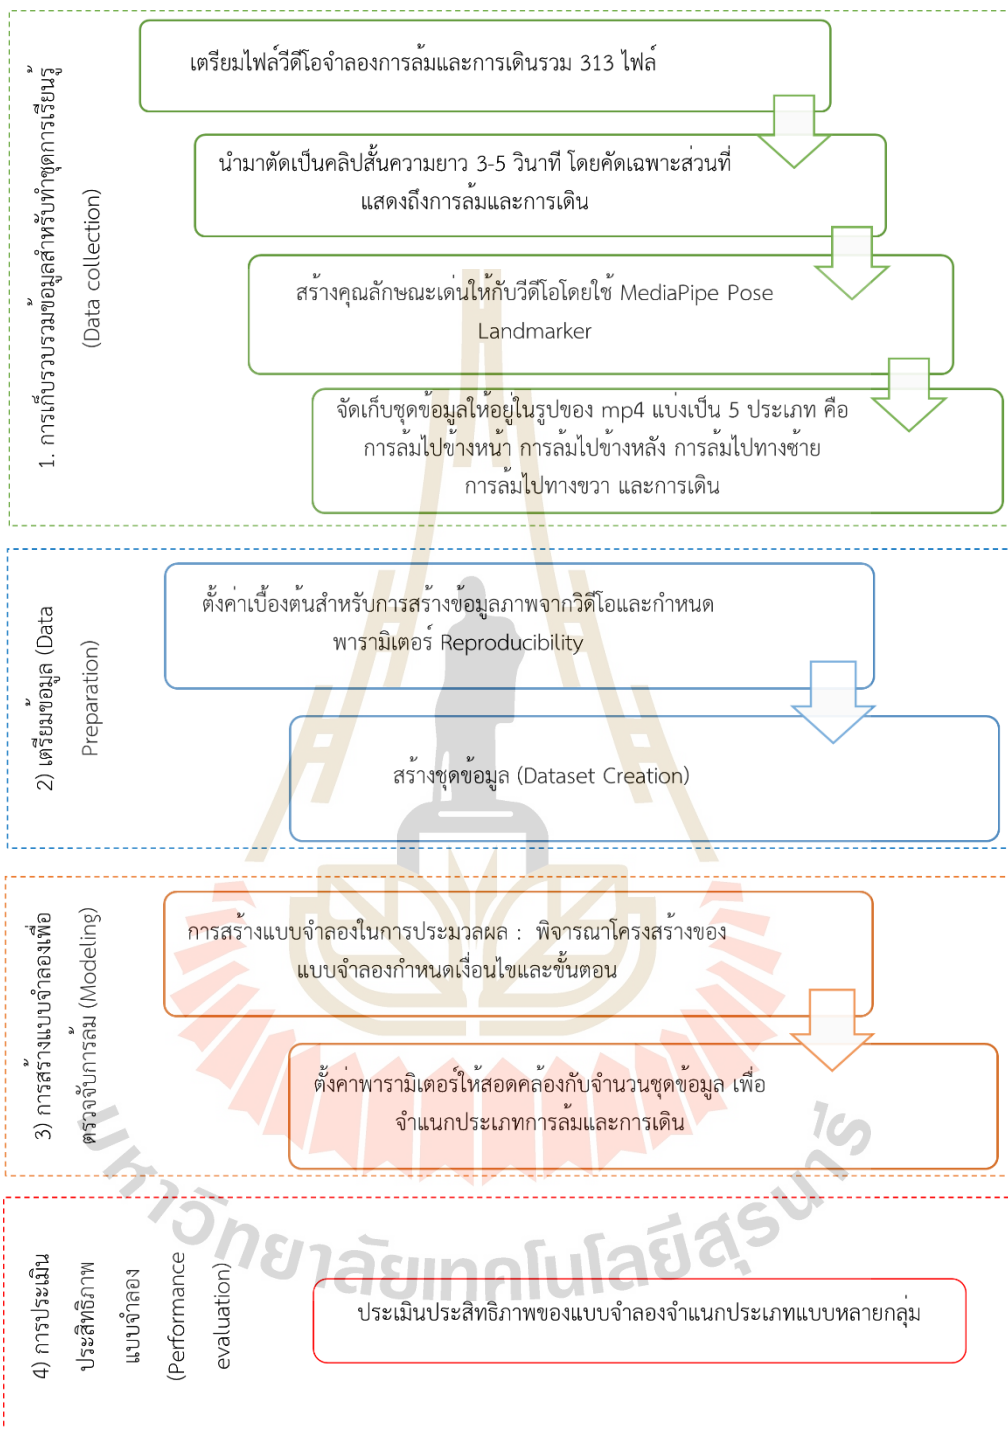 1. การเก็บรวบรวมข้อมูลสำหรับทำชุดการเรียนรู้
(Data collection)
เตรียมไฟล์วีดีโอจำลองการล้มและการเดินรวม 313 ไฟล์
นำมาตัดเป็นคลิปสั้นความยาว 3-5 วินาที โดยคัดเฉพาะส่วนที่
แสดงถึงการล้มและการเดิน
สร้างคุณลักษณะเด่นให้กับวีดีโอโดยใช้ MediaPipe Pose
Landmarker
จัดเก็บชุดข้อมูลให้อยู่ในรูปของ mp4 แบ่งเป็น 5 ประเภท คือ
การล้มไปข้างหน้า การล้มไปข้างหลัง การล้มไปทางซ้าย
การล้มไปทางขวา และการเดิน
2) เตรียมข้อมูล (Data
Preparation)
ตั้งค่าเบื้องต้นสำหรับการสร้างข้อมูลภาพจากวิดีโอและกำหนด
พารามิเตอร์ Reproducibility
สร้างชุดข้อมูล (Dataset Creation)
3) การสร้างแบบจำลองเพื่อ
ตรวจจับการล้ม (Modeling)
การสร้างแบบจำลองในการประมวลผล : พิจารณาโครงสร้างของ
แบบจำลองกำหนดเงื่อนไขและขั้นตอน
ตั้งค่าพารามิเตอร์ให้สอดคล้องกับจำนวนชุดข้อมูล เพื่อ
จำแนกประเภทการล้มและการเดิน
4) การประเมิน
ประสิทธิภาพ
แบบจำลอง
(Performance
evaluation)
ประเมินประสิทธิภาพของแบบจำลองจำแนกประเภทแบบหลายกลุ่ม
มหาวิทยาลัยเทคโนโลยีสุรนารี